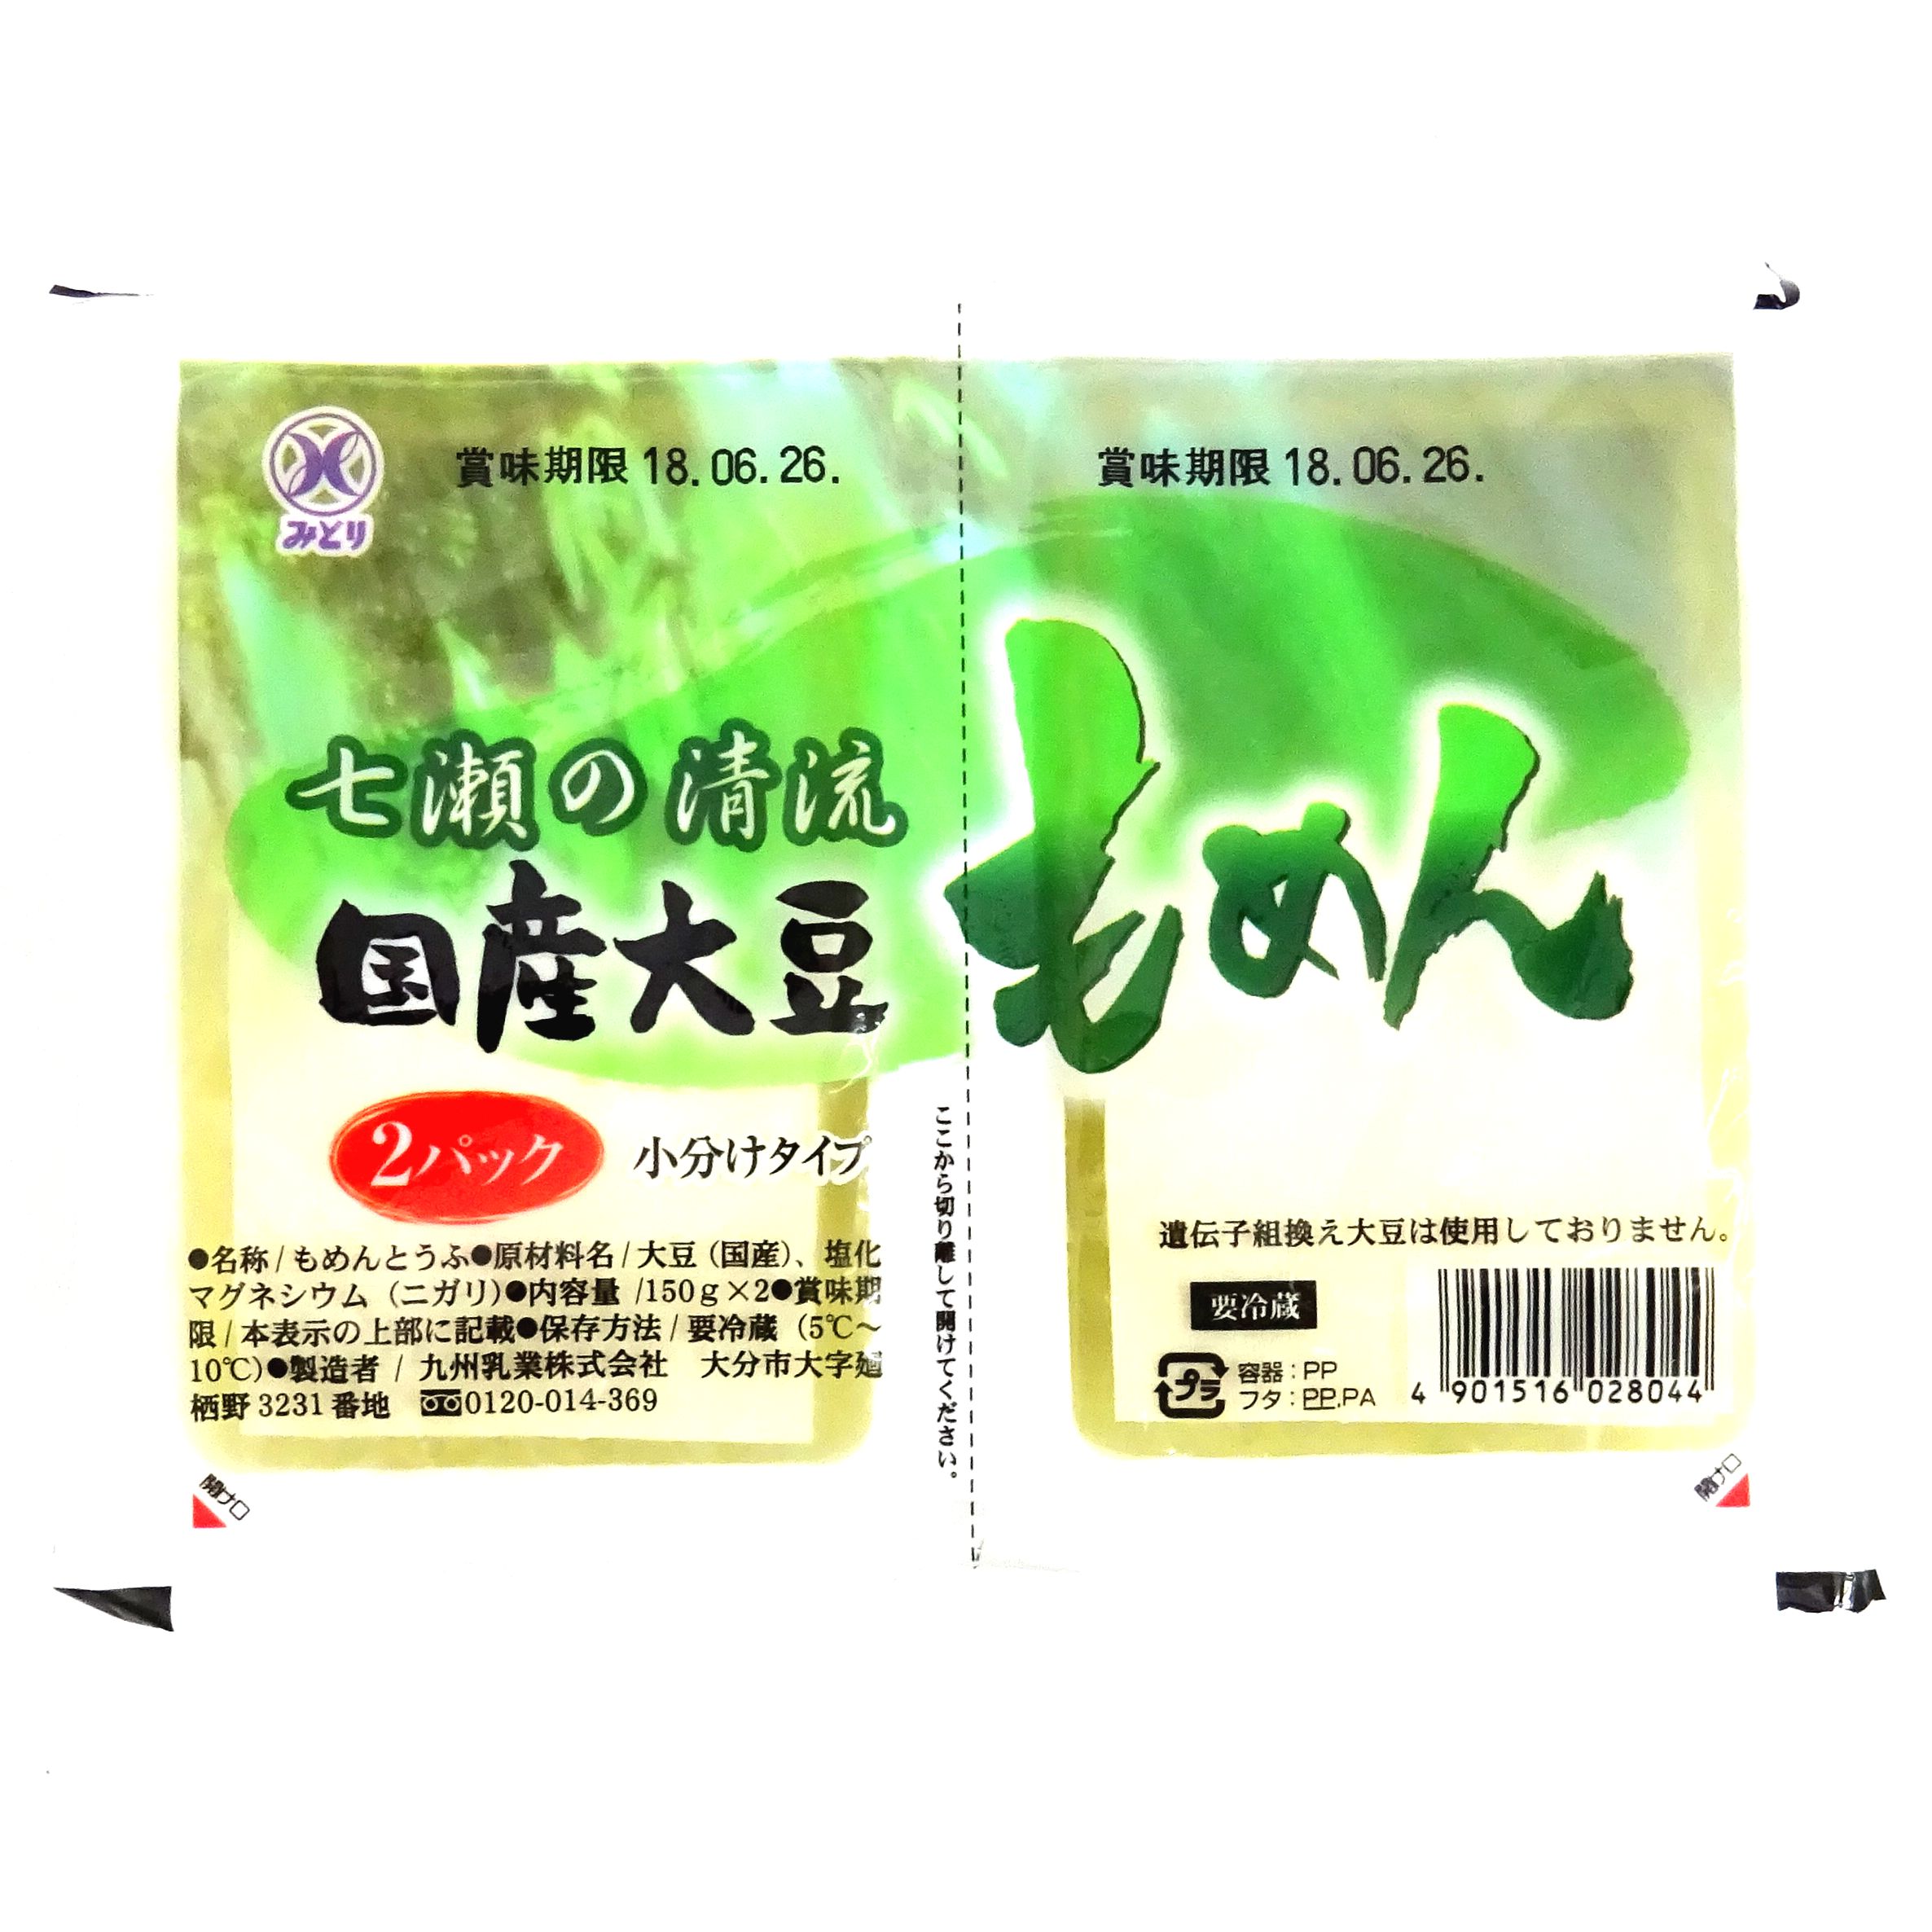 みどり
賞味期限 18.06.26.
七瀬の清流
国産大豆
2パック
小分けタイプ
●名称/もめんとうふ●原材料名/大豆(国産)、塩化
マグネシウム(ニガリ)●内容量/150g×2●賞味期
限/本表示の上部に記載●保存方法/要冷蔵(5℃～
10℃)●製造者/九州乳業株式会社 大分市大字廻
栖野3231番地 0120-014-369
開け口
ここから切り離して開けてください。
賞味期限 18.06.26.
もめん
遺伝子組換え大豆は使用しておりません。
要冷蔵
プラ
容器:PP
フタ:PP,PA
4 901516 028044
開け口